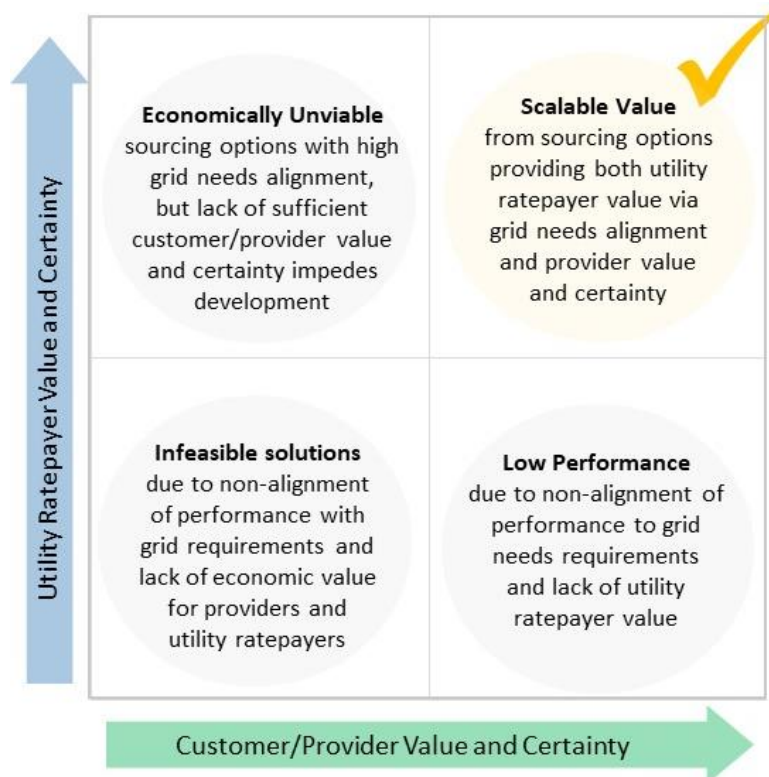 Utility Ratepayer Value and Certainty
Economically Unviable
sourcing options with high
grid needs alignment,
but lack of sufficient
customer/provider value
and certainty impedes
development
Scalable Value
from sourcing options
providing both utility
ratepayer value via
grid needs alignment
and provider value
and certainty
Infeasible solutions
due to non-alignment
of performance with
grid requirements and
lack of economic value
for providers and
utility ratepayers
Low Performance
due to non-alignment of
performance to grid
needs requirements
and lack of utility
ratepayer value
Customer/Provider Value and Certainty